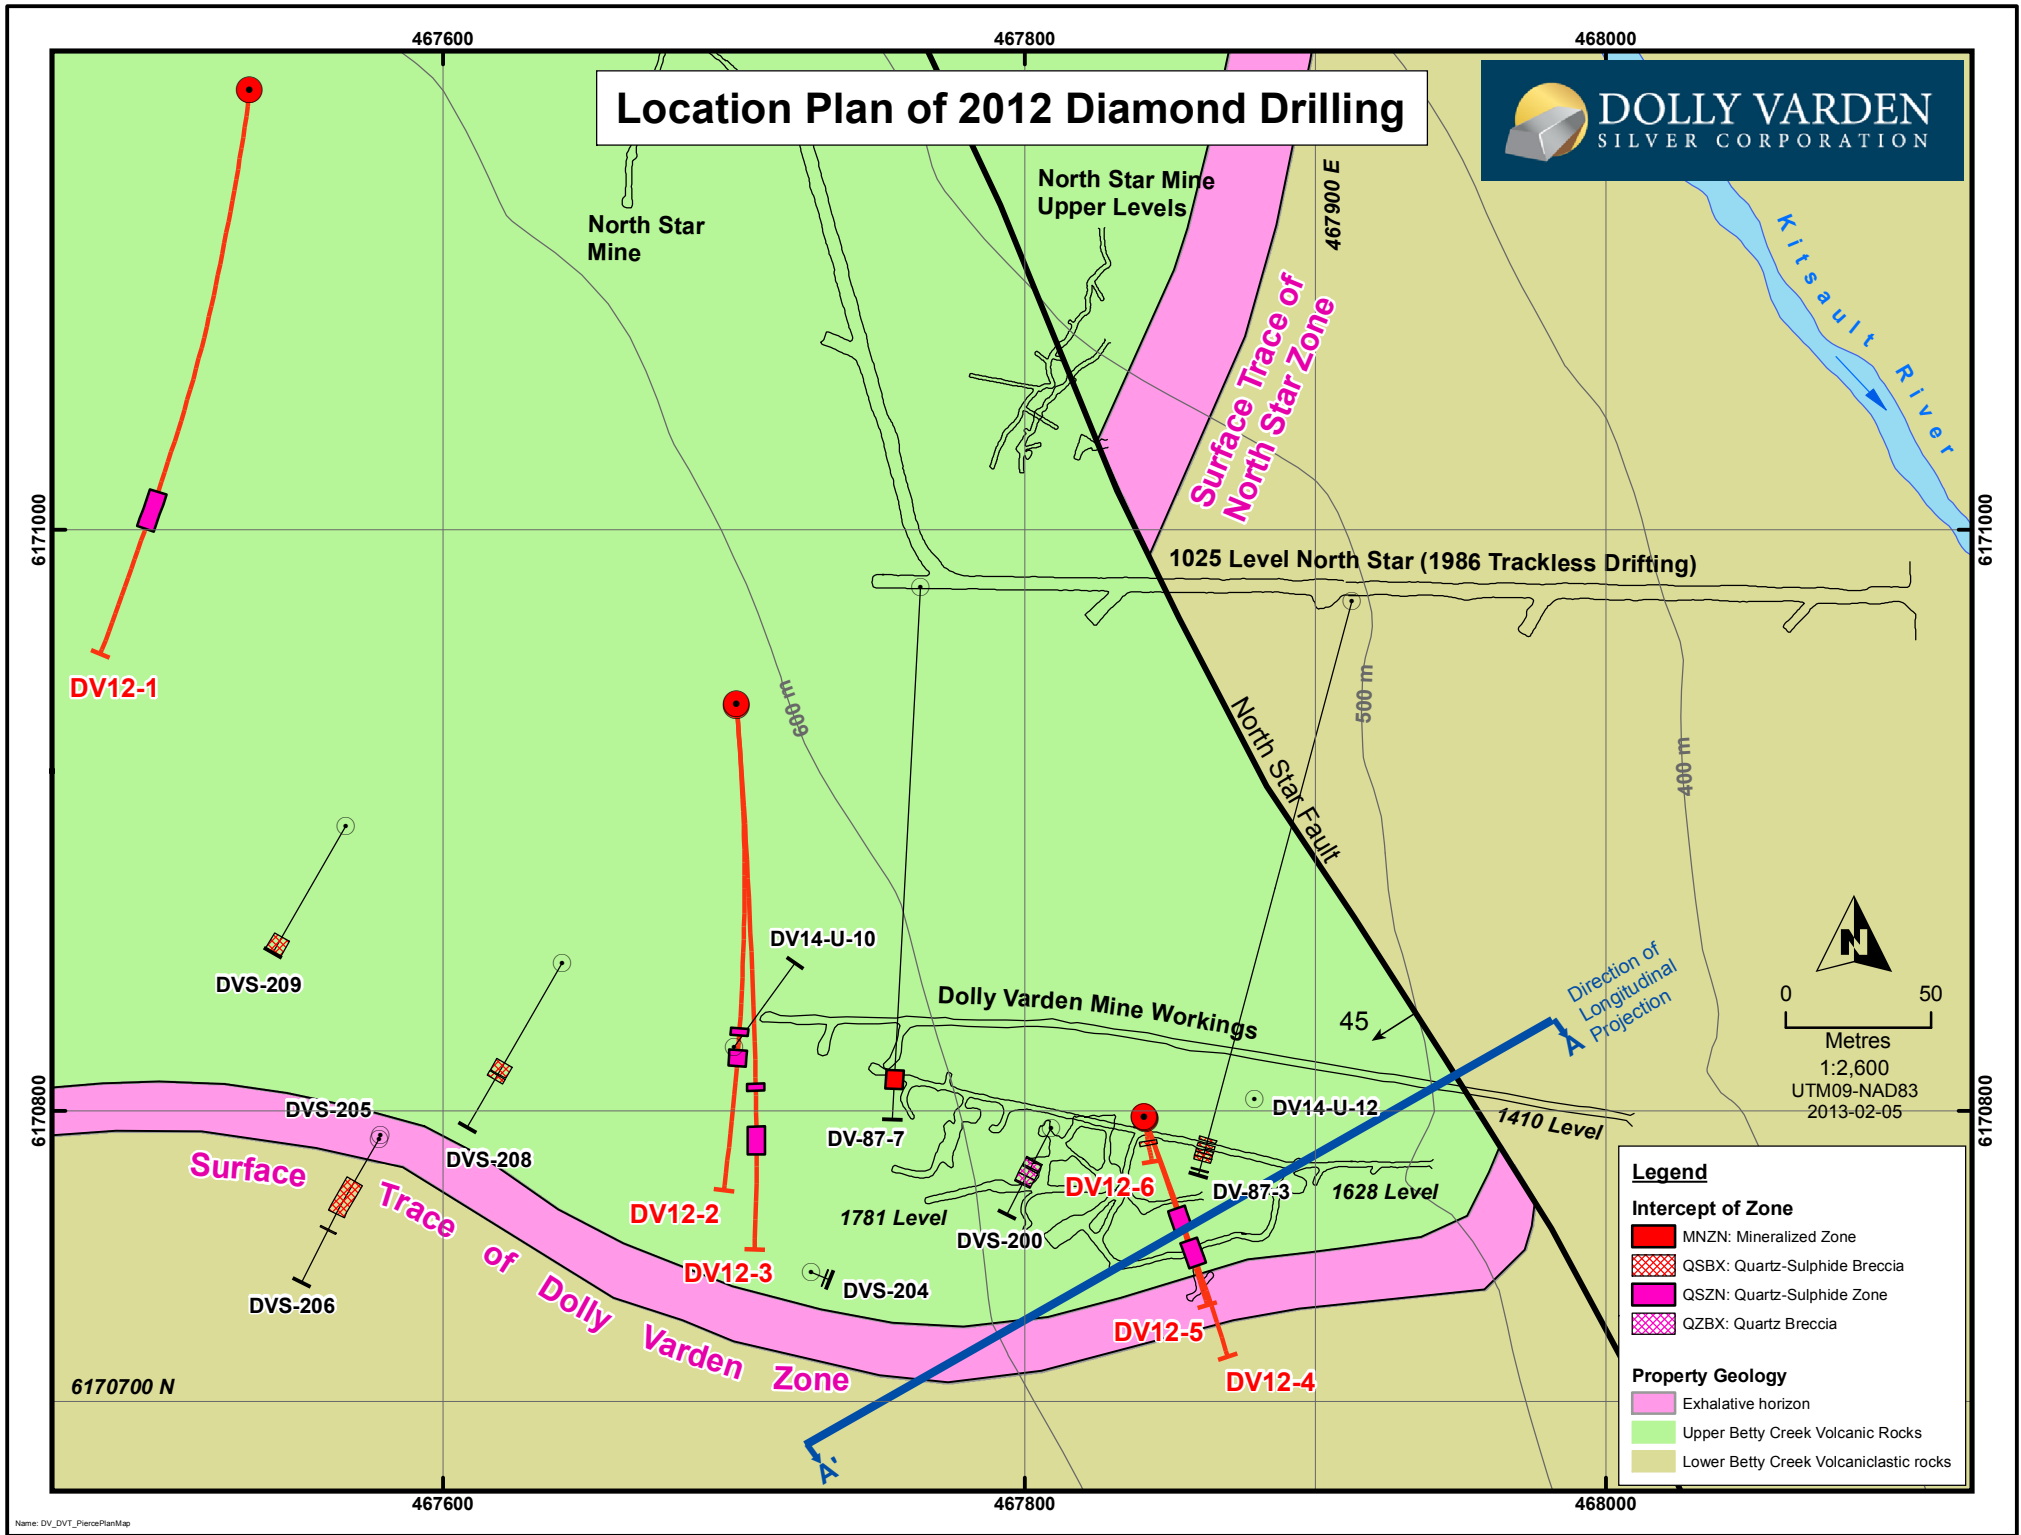 467600
467800
468000
Location Plan of 2012 Diamond Drilling
DOLLY VARDEN
SILVER CORPORATION
North Star
Mine
North Star Mine
Upper Levels
467900 E
Kitsault River
Surface Trace of
North Star Zone
6171000
6171000
1025 Level North Star (1986 Trackless Drifting)
DV12-1
600 m
500 m
400 m
North Star Fault
DV14-U-10
DVS-209
Dolly Varden Mine Workings
45
Direction of
Longitudinal
Projection
A
N
0 50
Metres
1:2,600
UTM09-NAD83
2013-02-05
6170800
6170800
DVS-205
DV14-U-12
1410 Level
DV-87-7
DVS-208
DV12-6
DV-87-3
1628 Level
Surface Trace of Dolly Varden Zone
DV12-2
1781 Level
DVS-200
DV12-3
DVS-204
DVS-206
DV12-5
DV12-4
6170700 N
A'
Legend
Intercept of Zone
MNZN: Mineralized Zone
QSBX: Quartz-Sulphide Breccia
QSZN: Quartz-Sulphide Zone
QZBX: Quartz Breccia
Property Geology
Exhalative horizon
Upper Betty Creek Volcanic Rocks
Lower Betty Creek Volcaniclastic rocks
467600
467800
468000
Name: DV_DVT_PiercePlanMap